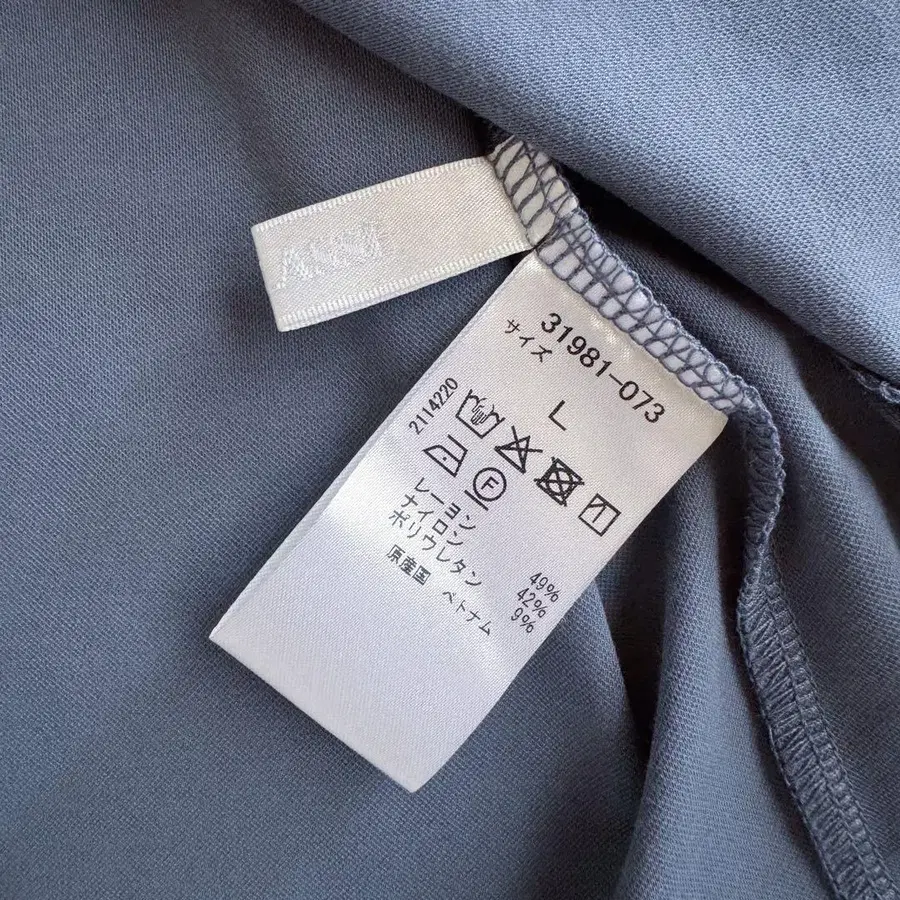 31981-073
サイズ
L
2114220
F
レーヨン 49%
ナイロン 42%
ポリウレタン 9%
原産国 ベトナム